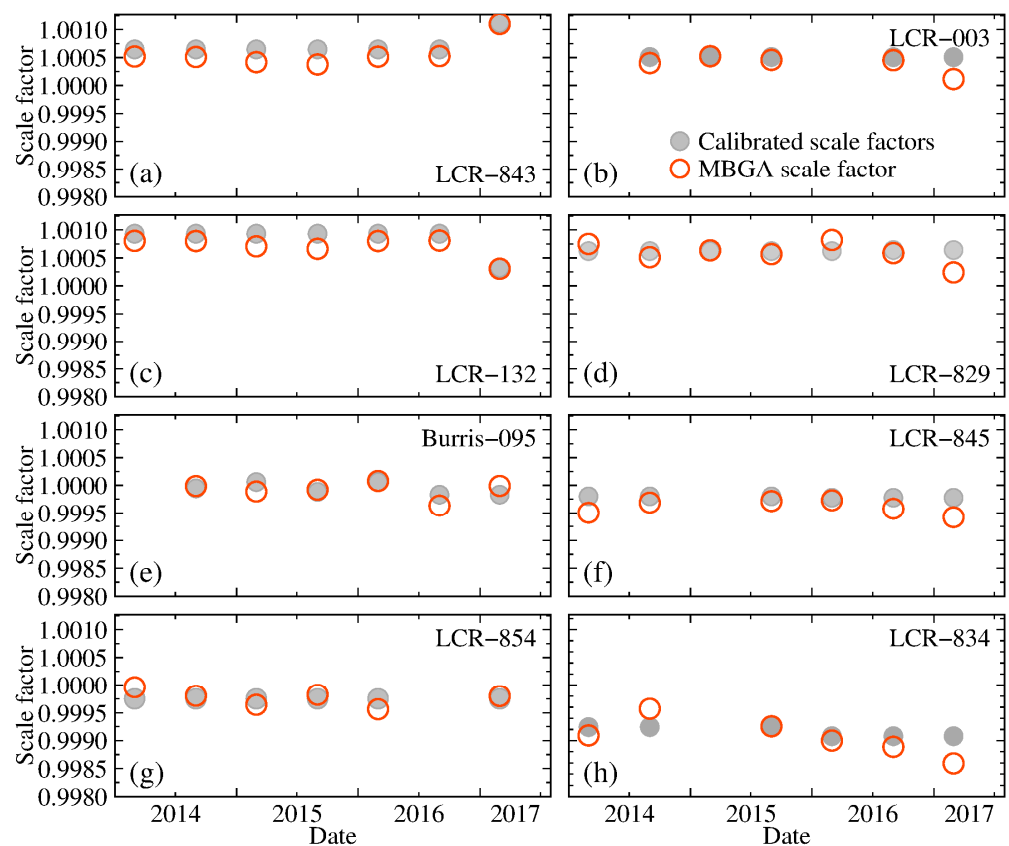 1.0010
1.0005
1.0000
0.9995
0.9990
0.9985
0.9980
Scale factor
(a)
LCR−843
LCR−003
Calibrated scale factors
MBGA scale factor
(b)
1.0010
1.0005
1.0000
0.9995
0.9990
0.9985
0.9980
Scale factor
(c)
LCR−132
(d)
LCR−829
1.0010
1.0005
1.0000
0.9995
0.9990
0.9985
0.9980
Scale factor
Burris−095
(e)
LCR−845
(f)
1.0010
1.0005
1.0000
0.9995
0.9990
0.9985
0.9980
Scale factor
LCR−854
(g)
LCR−834
(h)
2014 2015 2016 2017
Date
2014 2015 2016 2017
Date